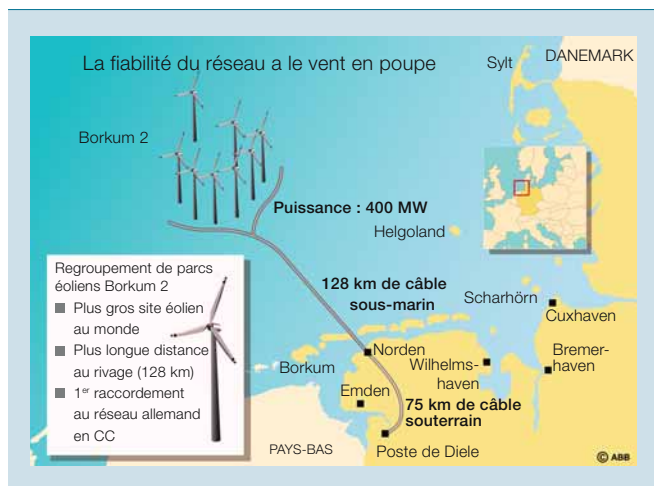 La fiabilité du réseau a le vent en poupe
Sylt
DANEMARK
Borkum 2
Puissance : 400 MW
Helgoland
128 km de câble
sous-marin
Scharhörn
Cuxhaven
Regroupement de parcs
éoliens Borkum 2
■ Plus gros site éolien
au monde
■ Plus longue distance
au rivage (128 km)
■ 1er raccordement
au réseau allemand
en CC
Norden
Borkum
Wilhelms-
haven
Bremer-
haven
Emden
75 km de câble
souterrain
PAYS-BAS
Poste de Diele
© ABB